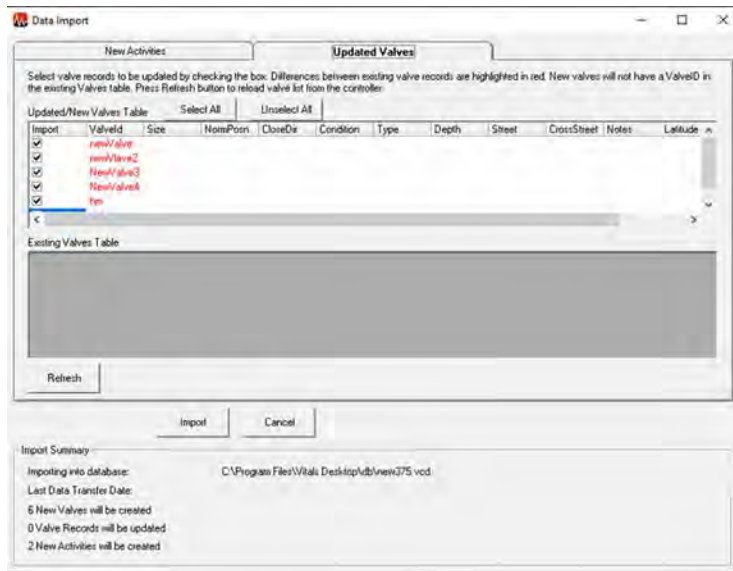 Data Import
New Activities
Updated Valves
Select valve records to be updated by checking the box. Differences between existing valve records are highlighted in red. New valves will not have a ValveID in
the existing Valves table. Press Refresh button to reload valve list from the controller.
Updated/New Valves Table
Select All
Unselect All
Import ValveId Size NormPosn CloseDir Condition Type Depth Street CrossStreet Notes Latitude
newValve
newVlave2
NewValve3
NewValve4
Existing Valves Table
Refresh
Import
Cancel
Import Summary
Importing into database: C:\Program Files\Vitals Desktop\db\new375.vcd
Last Data Transfer Date:
6 New Valves will be created
0 Valve Records will be updated
2 New Activities will be created